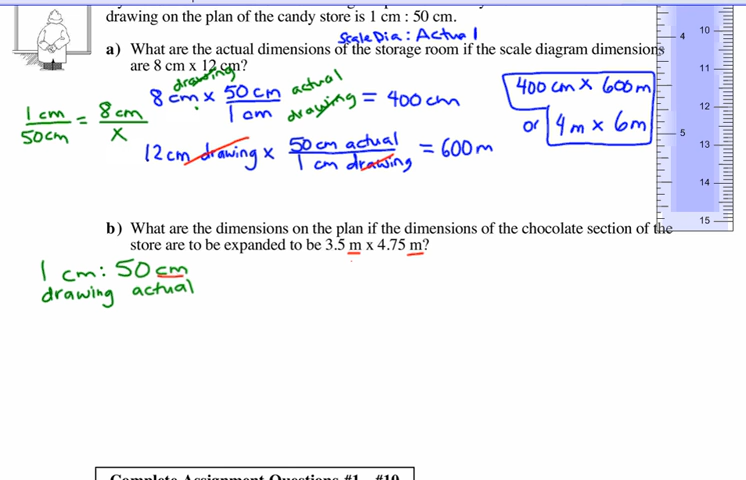 drawing on the plan of the candy store is 1 cm : 50 cm.
Scale Dia : Actual
a) What are the actual dimensions of the storage room if the scale diagram dimensions
are 8 cm x 12 cm?
drawing
8 cm x 50 cm actual / 1 cm drawing = 400 cm
1 cm / 50 cm = 8 cm / x
12 cm drawing x 50 cm actual / 1 cm drawing = 600 m
400 cm x 600 m
or 4 m x 6 m
b) What are the dimensions on the plan if the dimensions of the chocolate section of the
store are to be expanded to be 3.5 m x 4.75 m?
1 cm : 50 cm
drawing actual
4
5
10
11
12
13
14
15